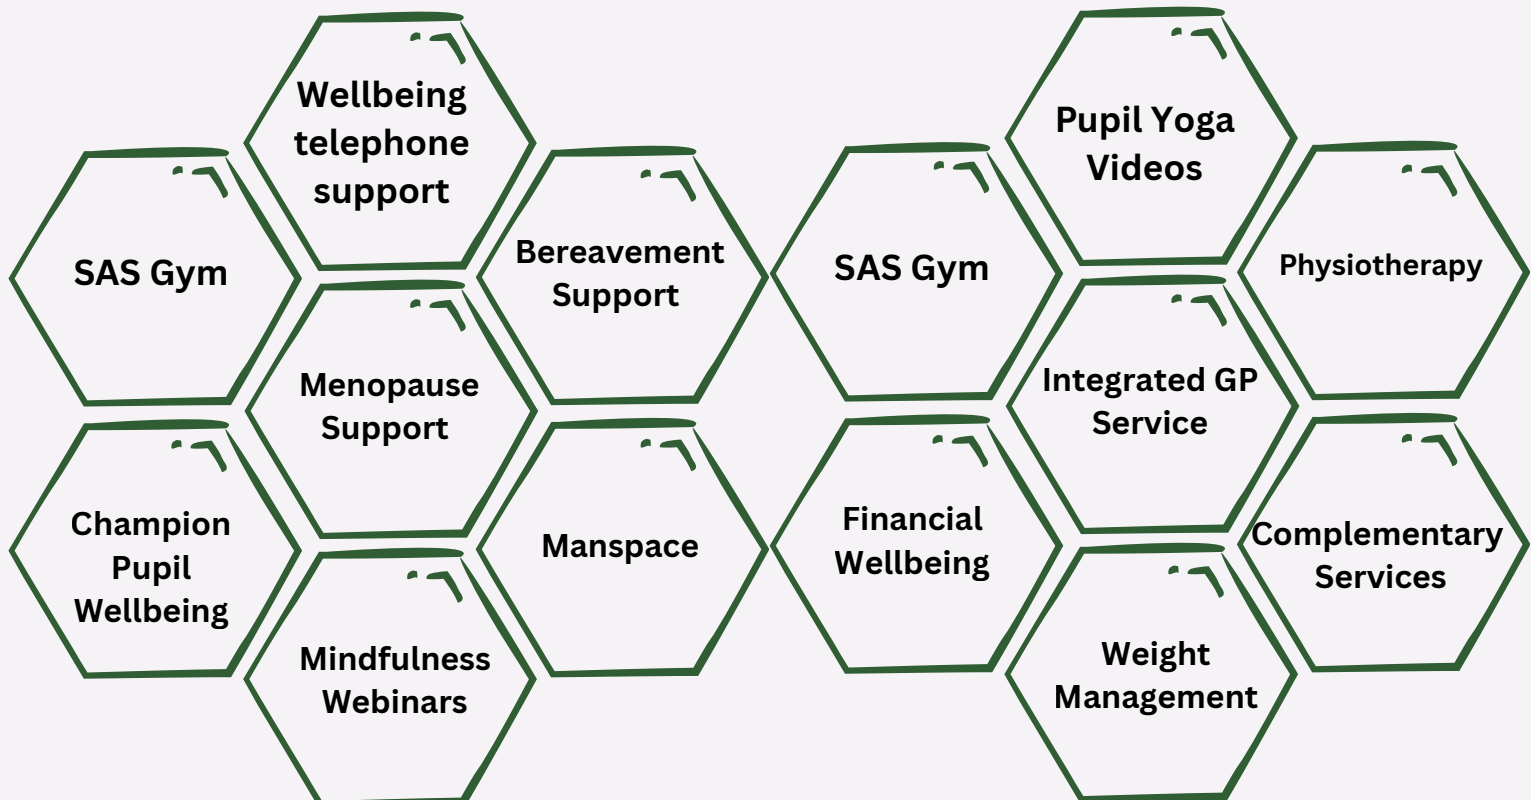 Wellbeing
telephone
support
SAS Gym
Bereavement
Support
Menopause
Support
Champion
Pupil
Wellbeing
Manspace
Mindfulness
Webinars
Pupil Yoga
Videos
SAS Gym
Physiotherapy
Integrated GP
Service
Financial
Wellbeing
Complementary
Services
Weight
Management